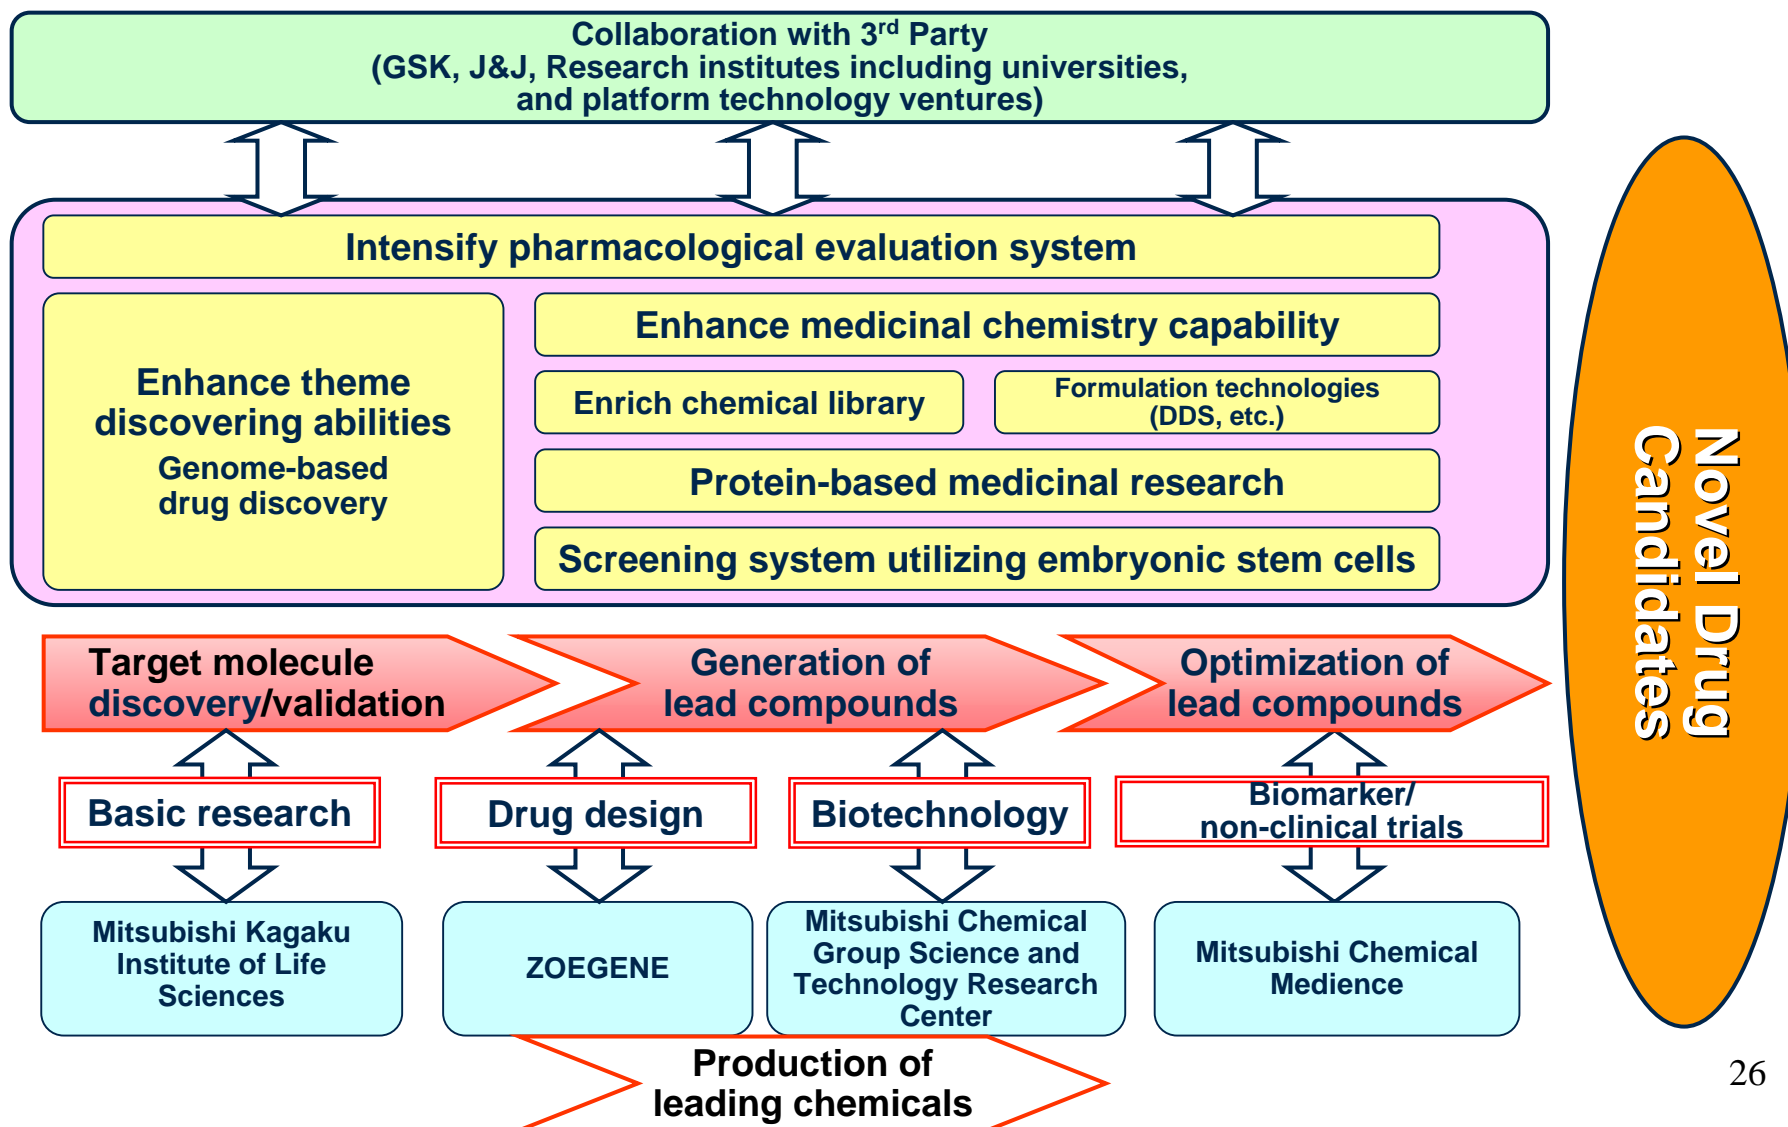 Collaboration with 3rd Party
(GSK, J&J, Research institutes including universities,
and platform technology ventures)
Intensify pharmacological evaluation system
Enhance theme
discovering abilities
Genome-based
drug discovery
Enhance medicinal chemistry capability
Enrich chemical library
Formulation technologies
(DDS, etc.)
Protein-based medicinal research
Screening system utilizing embryonic stem cells
Novel Drug
Candidates
Target molecule
discovery/validation
Generation of
lead compounds
Optimization of
lead compounds
Basic research
Drug design
Biotechnology
Biomarker/
non-clinical trials
Mitsubishi Kagaku
Institute of Life
Sciences
ZOEGENE
Mitsubishi Chemical
Group Science and
Technology Research
Center
Mitsubishi Chemical
Medience
Production of
leading chemicals
26